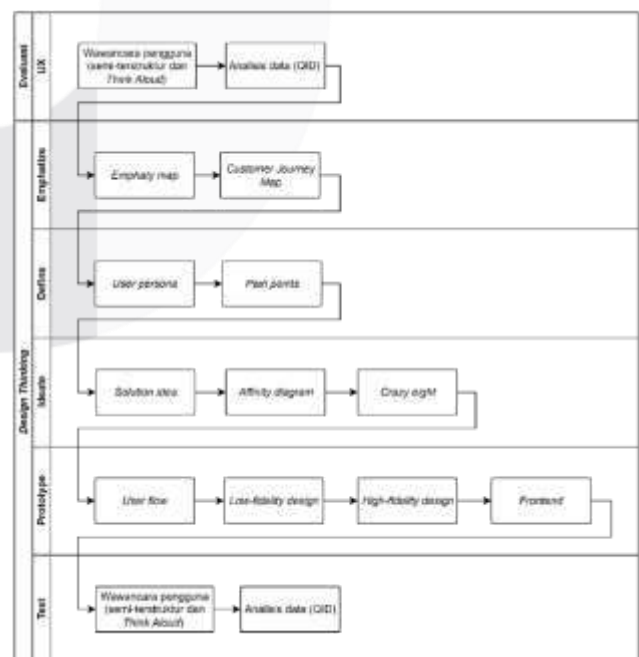 Evaluasi
UX
Wawancara pengguna
(semi-terstruktur dan
Think Aloud)
Analisis data (QID)
Design Thinking
Emphatize
Emphaty map
Customer Journey
Map
Define
User persona
Pain points
Ideate
Solution idea
Affinity diagram
Crazy eight
Prototype
User flow
Low-fidelity design
High-fidelity design
Frontend
Test
Wawancara pengguna
(semi-terstruktur dan
Think Aloud)
Analisis data (QID)